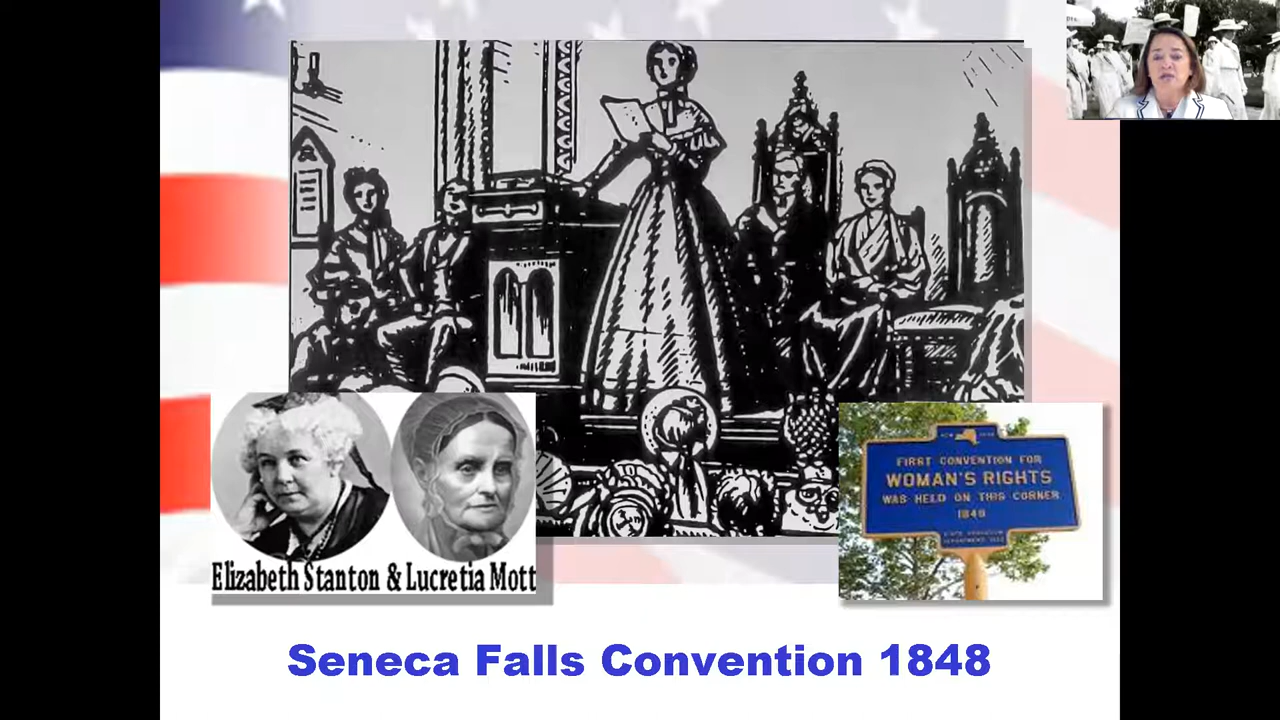 FIRST CONVENTION FOR
WOMAN'S RIGHTS
WAS HELD ON THIS CORNER
1848
Elizabeth Stanton & Lucretia Mott
Seneca Falls Convention 1848